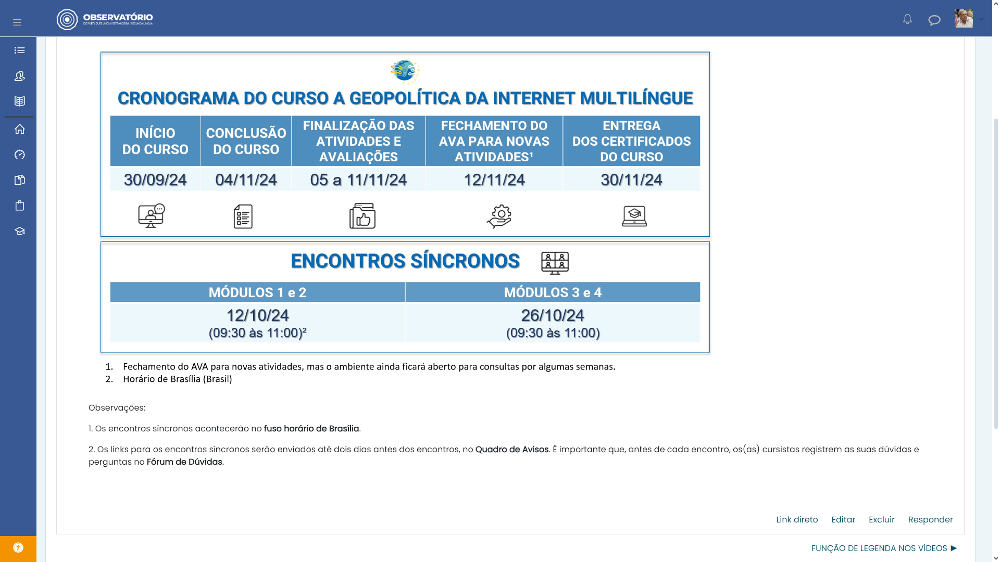 OBSERVATÓRIO
DE PORTUGUÊS LÍNGUA ESTRANGEIRA / SEGUNDA LÍNGUA
CRONOGRAMA DO CURSO A GEOPOLÍTICA DA INTERNET MULTILÍNGUE
INÍCIO
DO CURSO
CONCLUSÃO
DO CURSO
FINALIZAÇÃO DAS
ATIVIDADES E
AVALIAÇÕES
FECHAMENTO DO
AVA PARA NOVAS
ATIVIDADES¹
ENTREGA
DOS CERTIFICADOS
DO CURSO
30/09/24
04/11/24
05 a 11/11/24
12/11/24
30/11/24
ENCONTROS SÍNCRONOS
MÓDULOS 1 e 2
MÓDULOS 3 e 4
12/10/24
(09:30 às 11:00)²
26/10/24
(09:30 às 11:00)
1. Fechamento do AVA para novas atividades, mas o ambiente ainda ficará aberto para consultas por algumas semanas.
2. Horário de Brasília (Brasil)
Observações:
1. Os encontros síncronos acontecerão no fuso horário de Brasília.
2. Os links para os encontros síncronos serão enviados até dois dias antes dos encontros, no Quadro de Avisos. É importante que, antes de cada encontro, os(as) cursistas registrem as suas dúvidas e
perguntas no Fórum de Dúvidas.
Link direto Editar Excluir Responder
FUNÇÃO DE LEGENDA NOS VÍDEOS ►